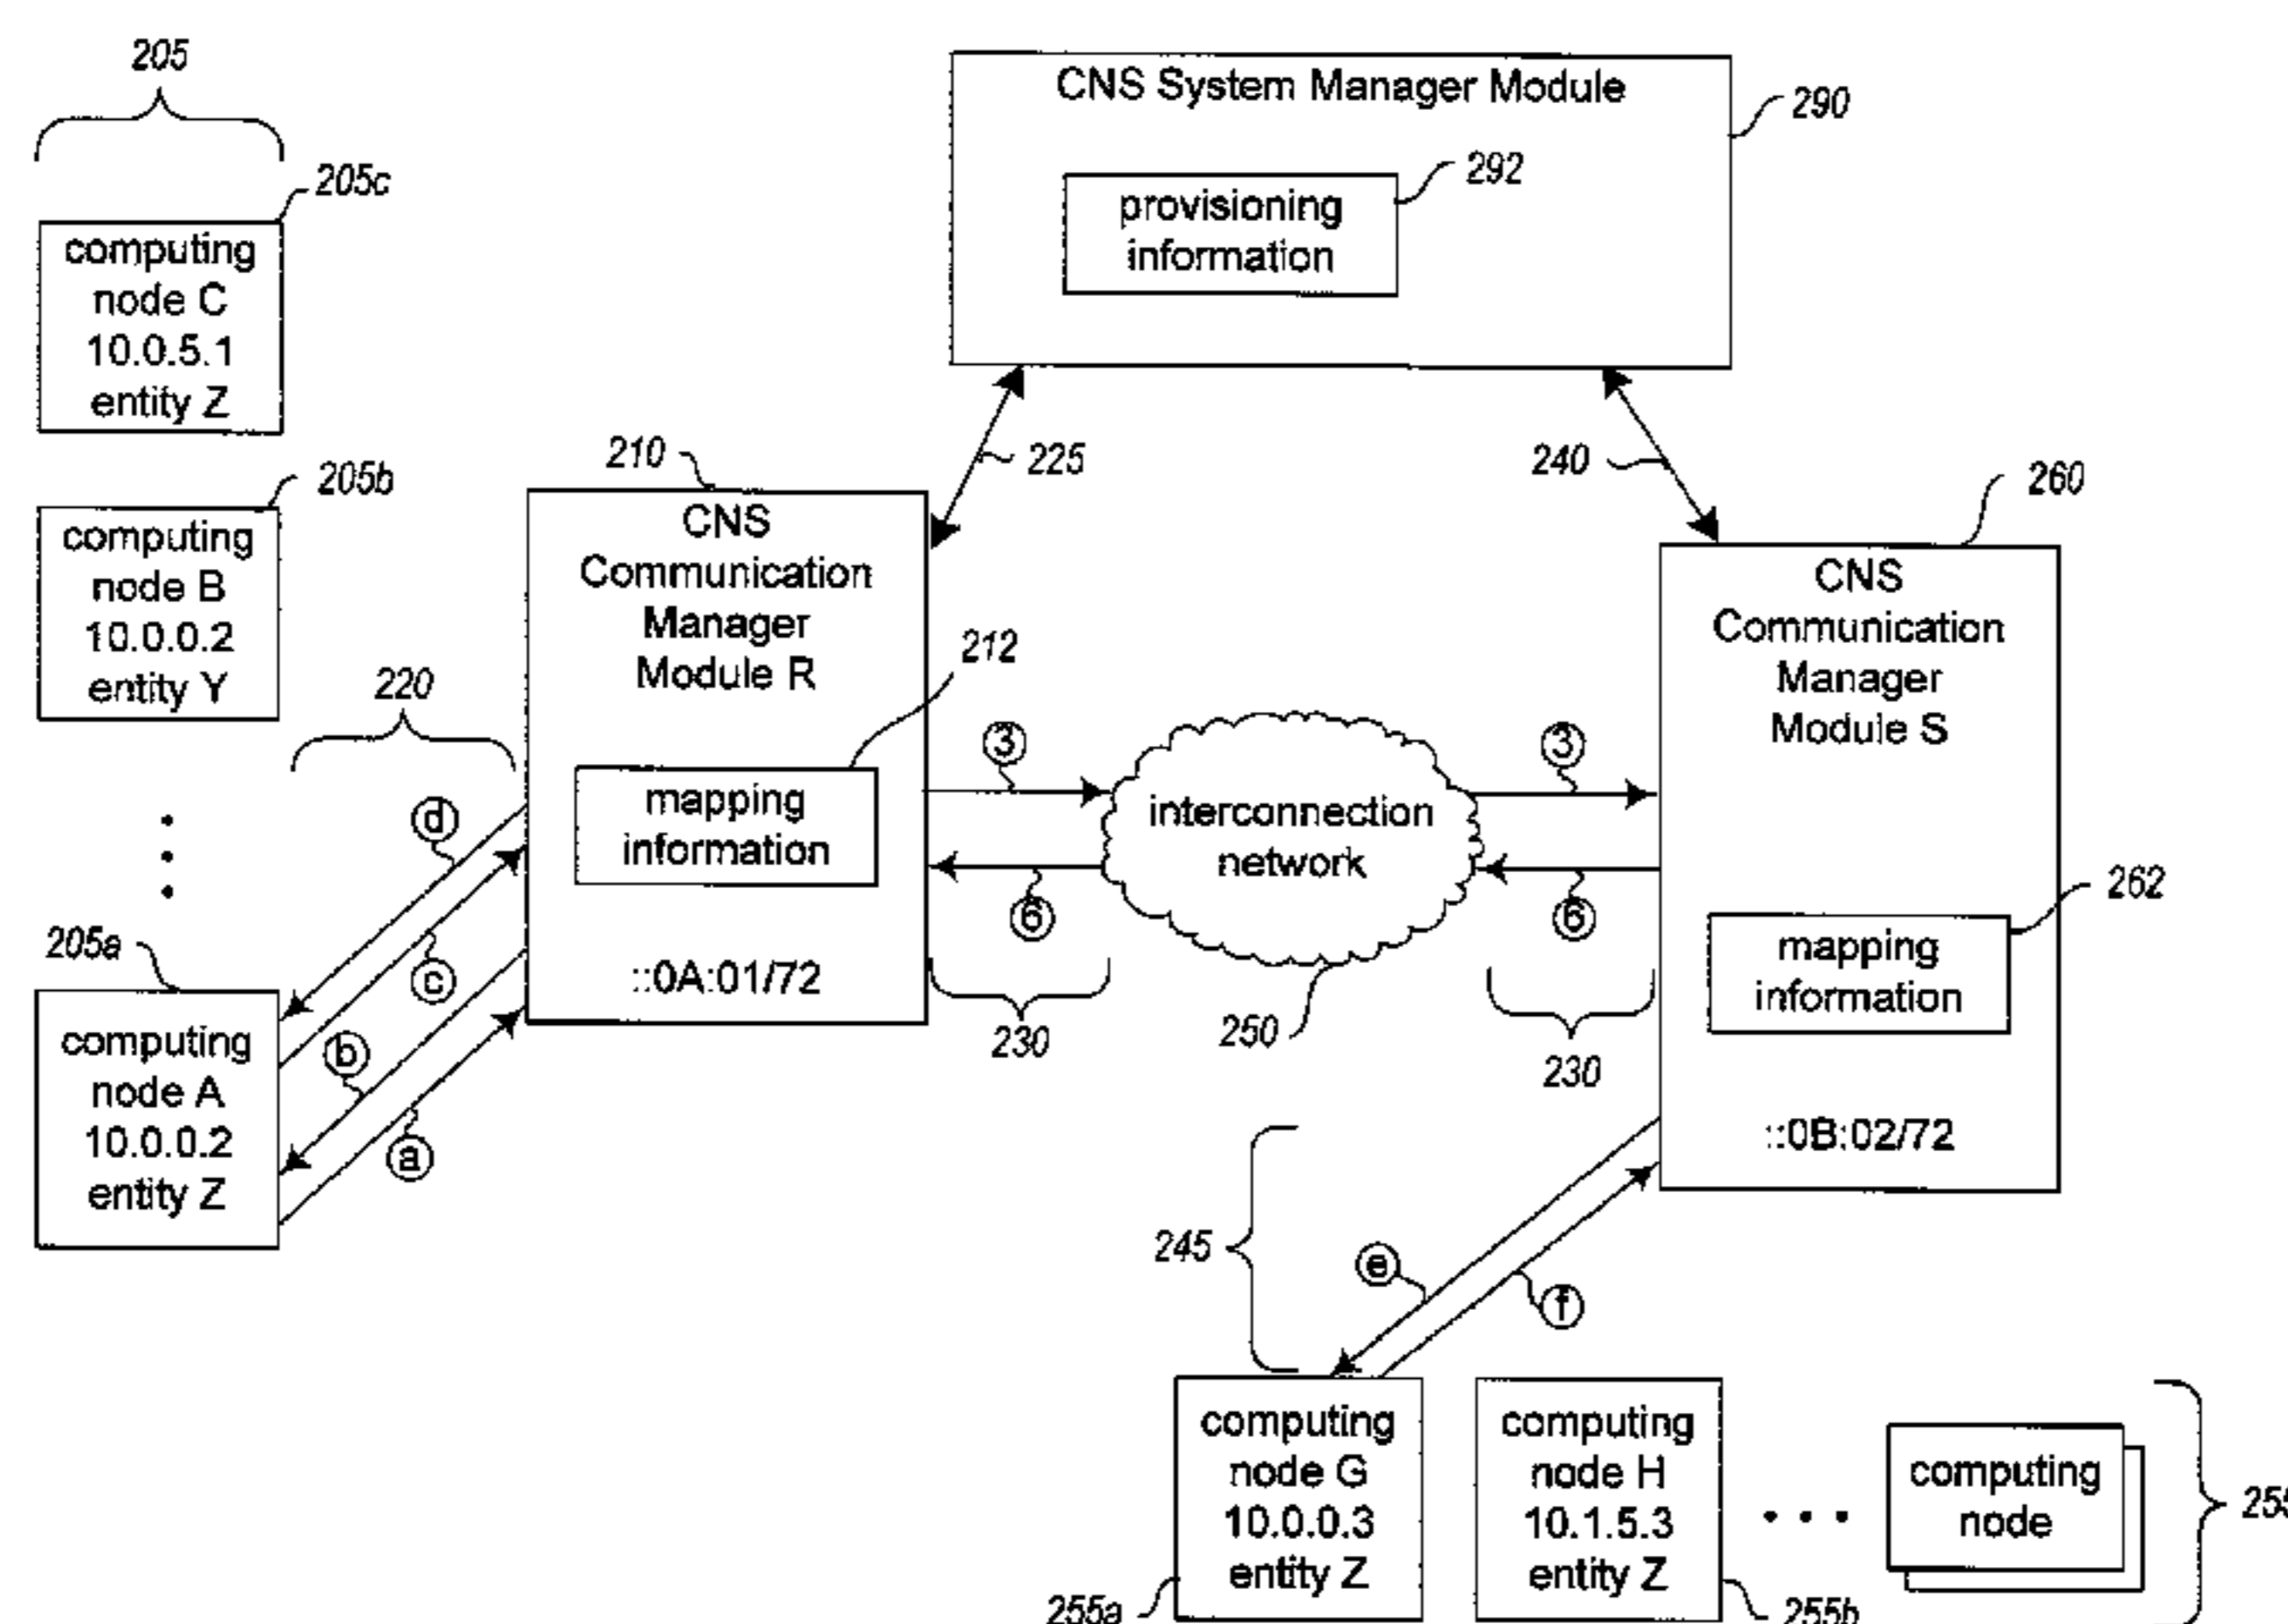 205
205c
computing
node C
10.0.5.1
entity Z
205b
computing
node B
10.0.0.2
entity Y
220
205a
computing
node A
10.0.0.2
entity Z
d
c
b
a
CNS System Manager Module
290
292
provisioning
information
225
240
210
CNS
Communication
Manager
Module R
212
mapping
information
::0A:01/72
3
6
230
interconnection
network
250
3
6
230
260
CNS
Communication
Manager
Module S
262
mapping
information
::0B:02/72
245
e
f
computing
node G
10.0.0.3
entity Z
255a
computing
node H
10.1.5.3
entity Z
255b
computing
node
255